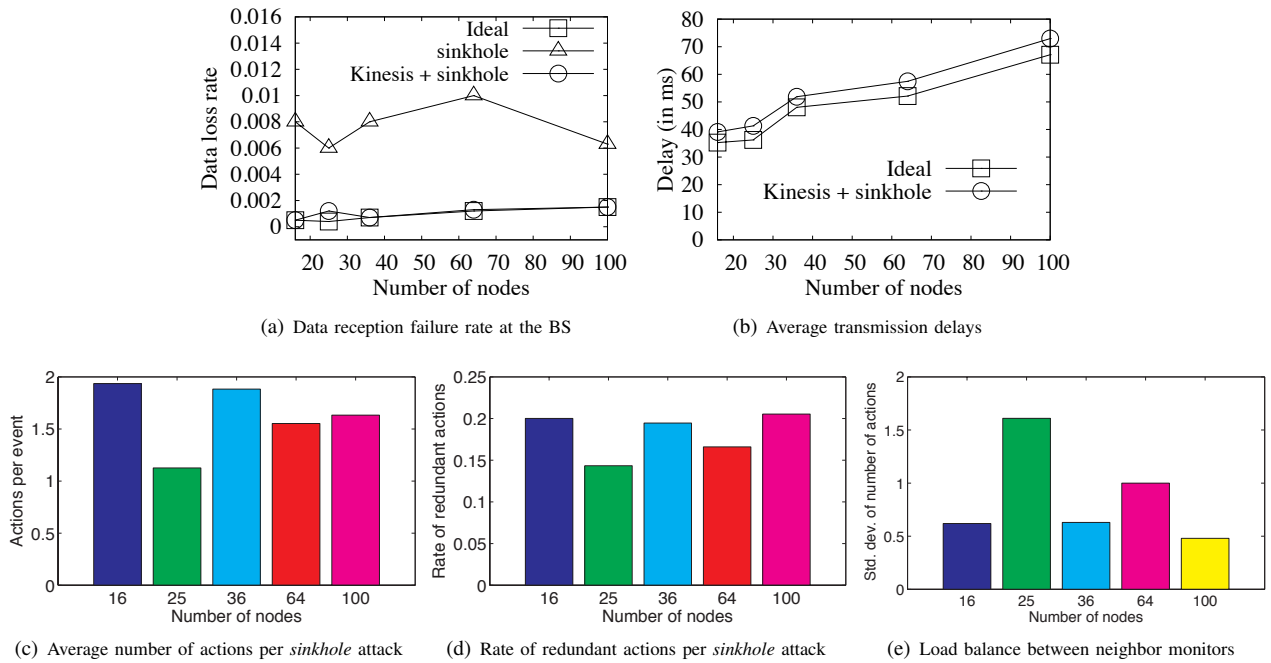 0.016
0.014
0.012
0.01
0.008
0.006
0.004
0.002
0
Data loss rate
Ideal
sinkhole
Kinesis + sinkhole
20 30 40 50 60 70 80 90 100
Number of nodes
(a) Data reception failure rate at the BS
80
70
60
50
40
30
20
10
0
Delay (in ms)
Ideal
Kinesis + sinkhole
20 30 40 50 60 70 80 90 100
Number of nodes
(b) Average transmission delays
2
1.5
1
0.5
0
Actions per event
16 25 36 64 100
Number of nodes
(c) Average number of actions per sinkhole attack
0.25
0.2
0.15
0.1
0.05
0
Rate of redundant actions
16 25 36 64 100
Number of nodes
(d) Rate of redundant actions per sinkhole attack
2
1.5
1
0.5
0
Std. dev. of number of actions
16 25 36 64 100
Number of nodes
(e) Load balance between neighbor monitors